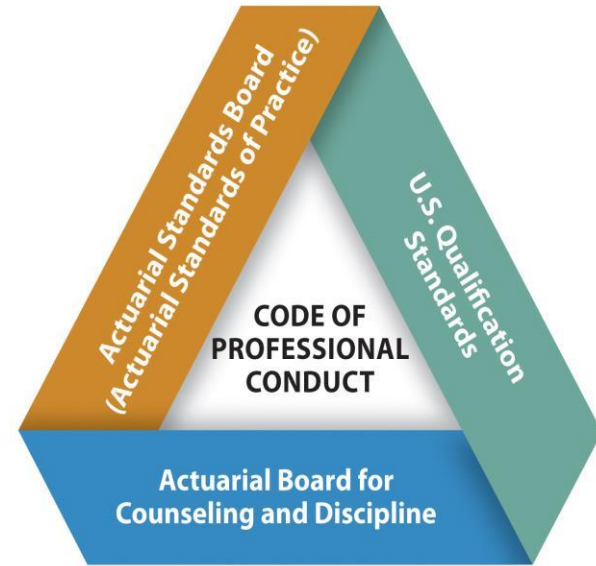 Actuarial Standards Board
(Actuarial Standards of Practice)
U.S. Qualification
Standards
CODE OF
PROFESSIONAL
CONDUCT
Actuarial Board for
Counseling and Discipline